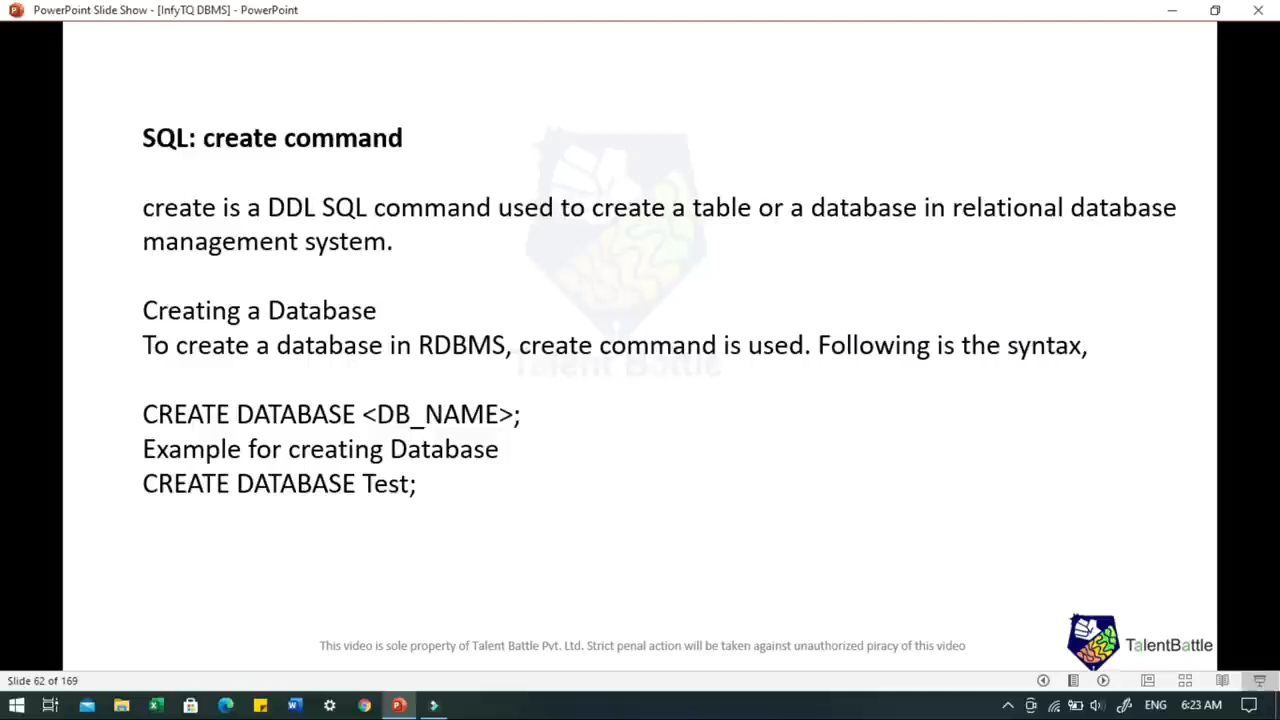 PowerPoint Slide Show - [InfyTQ DBMS] - PowerPoint
SQL: create command
create is a DDL SQL command used to create a table or a database in relational database
management system.
Creating a Database
To create a database in RDBMS, create command is used. Following is the syntax,
Talent Battle
CREATE DATABASE <DB_NAME>;
Example for creating Database
CREATE DATABASE Test;
This video is sole property of Talent Battle Pvt. Ltd. Strict penal action will be taken against unauthorized piracy of this video
TalentBattle
Slide 62 of 169
ENG
6:23 AM